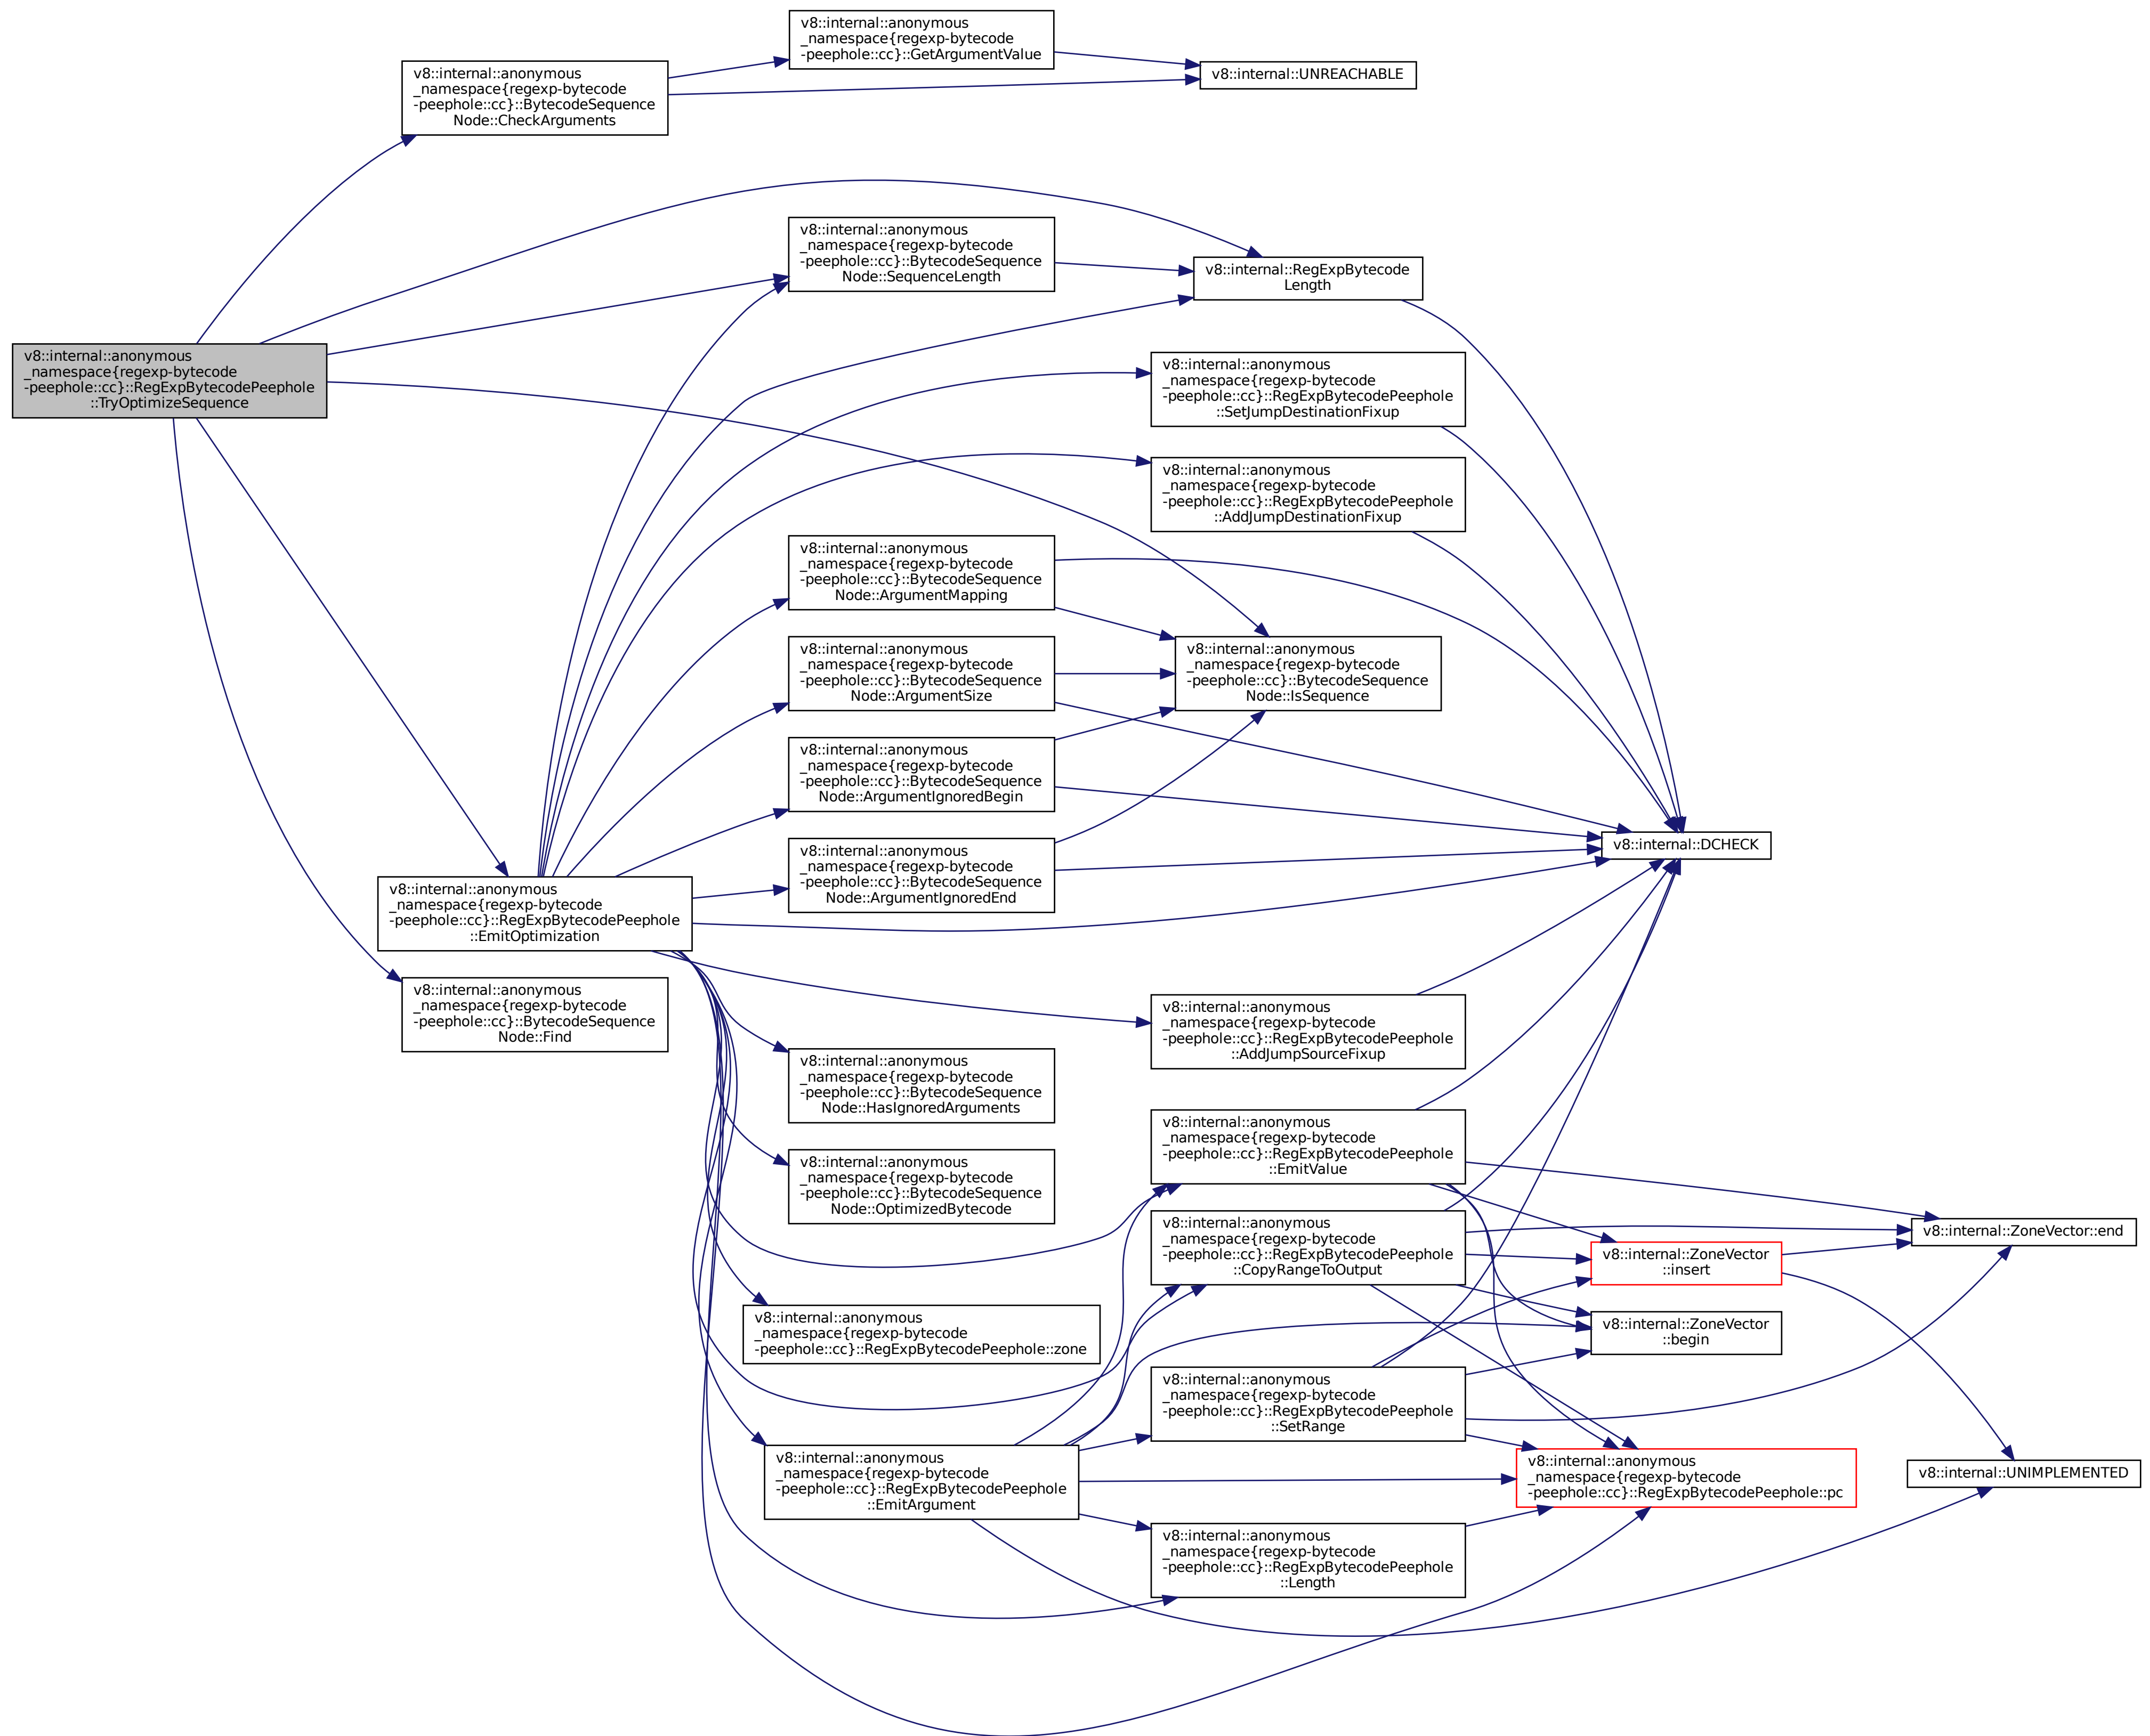 v8::internal::anonymous
_namespace{regexp-bytecode
-peephole::cc}::RegExpBytecodePeephole
::TryOptimizeSequence
v8::internal::anonymous
_namespace{regexp-bytecode
-peephole::cc}::BytecodeSequence
Node::CheckArguments
v8::internal::anonymous
_namespace{regexp-bytecode
-peephole::cc}::RegExpBytecodePeephole
::EmitOptimization
v8::internal::anonymous
_namespace{regexp-bytecode
-peephole::cc}::BytecodeSequence
Node::Find
v8::internal::anonymous
_namespace{regexp-bytecode
-peephole::cc}::GetArgumentValue
v8::internal::anonymous
_namespace{regexp-bytecode
-peephole::cc}::BytecodeSequence
Node::SequenceLength
v8::internal::anonymous
_namespace{regexp-bytecode
-peephole::cc}::BytecodeSequence
Node::ArgumentMapping
v8::internal::anonymous
_namespace{regexp-bytecode
-peephole::cc}::BytecodeSequence
Node::ArgumentSize
v8::internal::anonymous
_namespace{regexp-bytecode
-peephole::cc}::BytecodeSequence
Node::ArgumentIgnoredBegin
v8::internal::anonymous
_namespace{regexp-bytecode
-peephole::cc}::BytecodeSequence
Node::ArgumentIgnoredEnd
v8::internal::anonymous
_namespace{regexp-bytecode
-peephole::cc}::BytecodeSequence
Node::HasIgnoredArguments
v8::internal::anonymous
_namespace{regexp-bytecode
-peephole::cc}::BytecodeSequence
Node::OptimizedBytecode
v8::internal::anonymous
_namespace{regexp-bytecode
-peephole::cc}::RegExpBytecodePeephole::zone
v8::internal::anonymous
_namespace{regexp-bytecode
-peephole::cc}::RegExpBytecodePeephole
::EmitArgument
v8::internal::UNREACHABLE
v8::internal::RegExpBytecode
Length
v8::internal::anonymous
_namespace{regexp-bytecode
-peephole::cc}::RegExpBytecodePeephole
::SetJumpDestinationFixup
v8::internal::anonymous
_namespace{regexp-bytecode
-peephole::cc}::RegExpBytecodePeephole
::AddJumpDestinationFixup
v8::internal::anonymous
_namespace{regexp-bytecode
-peephole::cc}::BytecodeSequence
Node::IsSequence
v8::internal::anonymous
_namespace{regexp-bytecode
-peephole::cc}::RegExpBytecodePeephole
::AddJumpSourceFixup
v8::internal::anonymous
_namespace{regexp-bytecode
-peephole::cc}::RegExpBytecodePeephole
::EmitValue
v8::internal::anonymous
_namespace{regexp-bytecode
-peephole::cc}::RegExpBytecodePeephole
::CopyRangeToOutput
v8::internal::anonymous
_namespace{regexp-bytecode
-peephole::cc}::RegExpBytecodePeephole
::SetRange
v8::internal::anonymous
_namespace{regexp-bytecode
-peephole::cc}::RegExpBytecodePeephole
::Length
v8::internal::DCHECK
v8::internal::ZoneVector
::insert
v8::internal::ZoneVector
::begin
v8::internal::anonymous
_namespace{regexp-bytecode
-peephole::cc}::RegExpBytecodePeephole::pc
v8::internal::ZoneVector::end
v8::internal::UNIMPLEMENTED